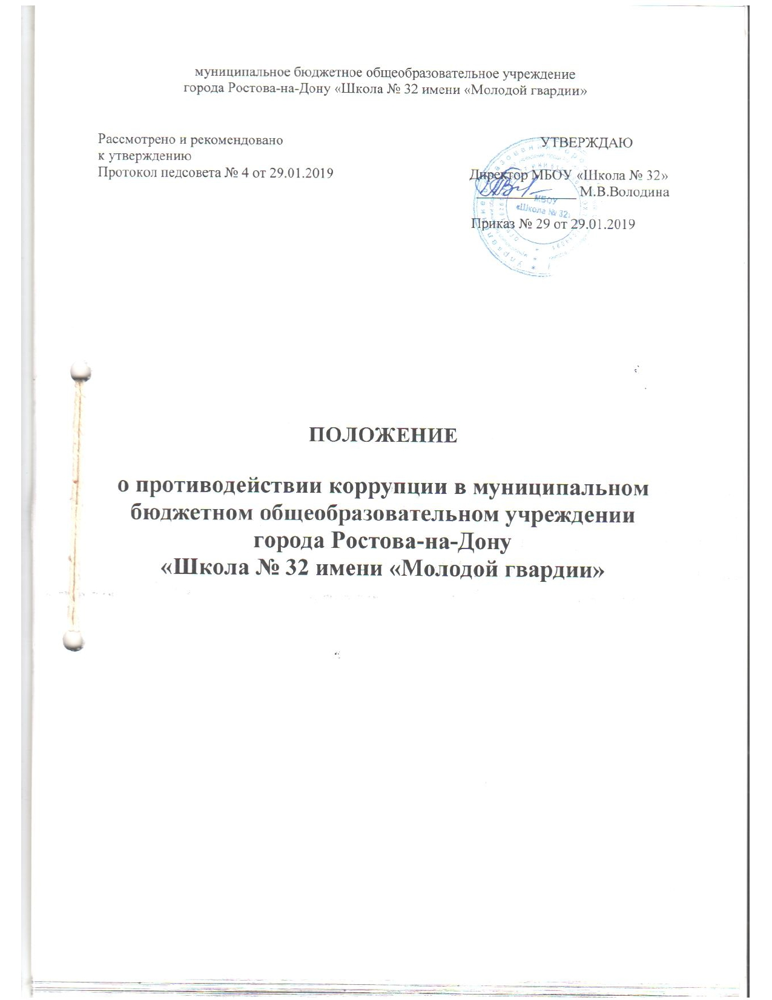 муниципальное бюджетное общеобразовательное учреждение
города Ростова-на-Дону «Школа № 32 имени «Молодой гвардии»
Рассмотрено и рекомендовано
к утверждению
Протокол педсовета № 4 от 29.01.2019
УТВЕРЖДАЮ
Директор МБОУ «Школа № 32»
М.В.Володина
МБОУ
«Школа № 32»
Приказ № 29 от 29.01.2019
ПОЛОЖЕНИЕ
о противодействии коррупции в муниципальном
бюджетном общеобразовательном учреждении
города Ростова-на-Дону
«Школа № 32 имени «Молодой гвардии»